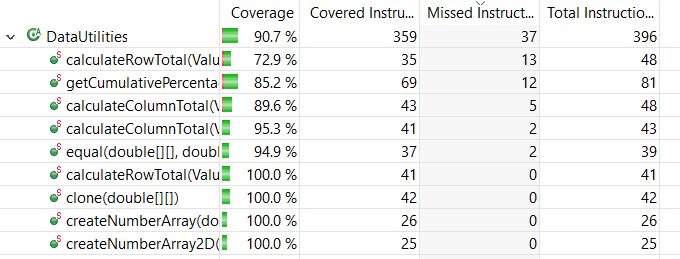 Coverage Covered Instru... Missed Instruct... Total Instructio...
DataUtilities 90.7 % 359 37 396
calculateRowTotal(Valu 72.9 % 35 13 48
getCumulativePercenta 85.2 % 69 12 81
calculateColumnTotal(V 89.6 % 43 5 48
calculateColumnTotal(V 95.3 % 41 2 43
equal(double[][], doub 94.9 % 37 2 39
calculateRowTotal(Valu 100.0 % 41 0 41
clone(double[][]) 100.0 % 42 0 42
createNumberArray(do 100.0 % 26 0 26
createNumberArray2D( 100.0 % 25 0 25